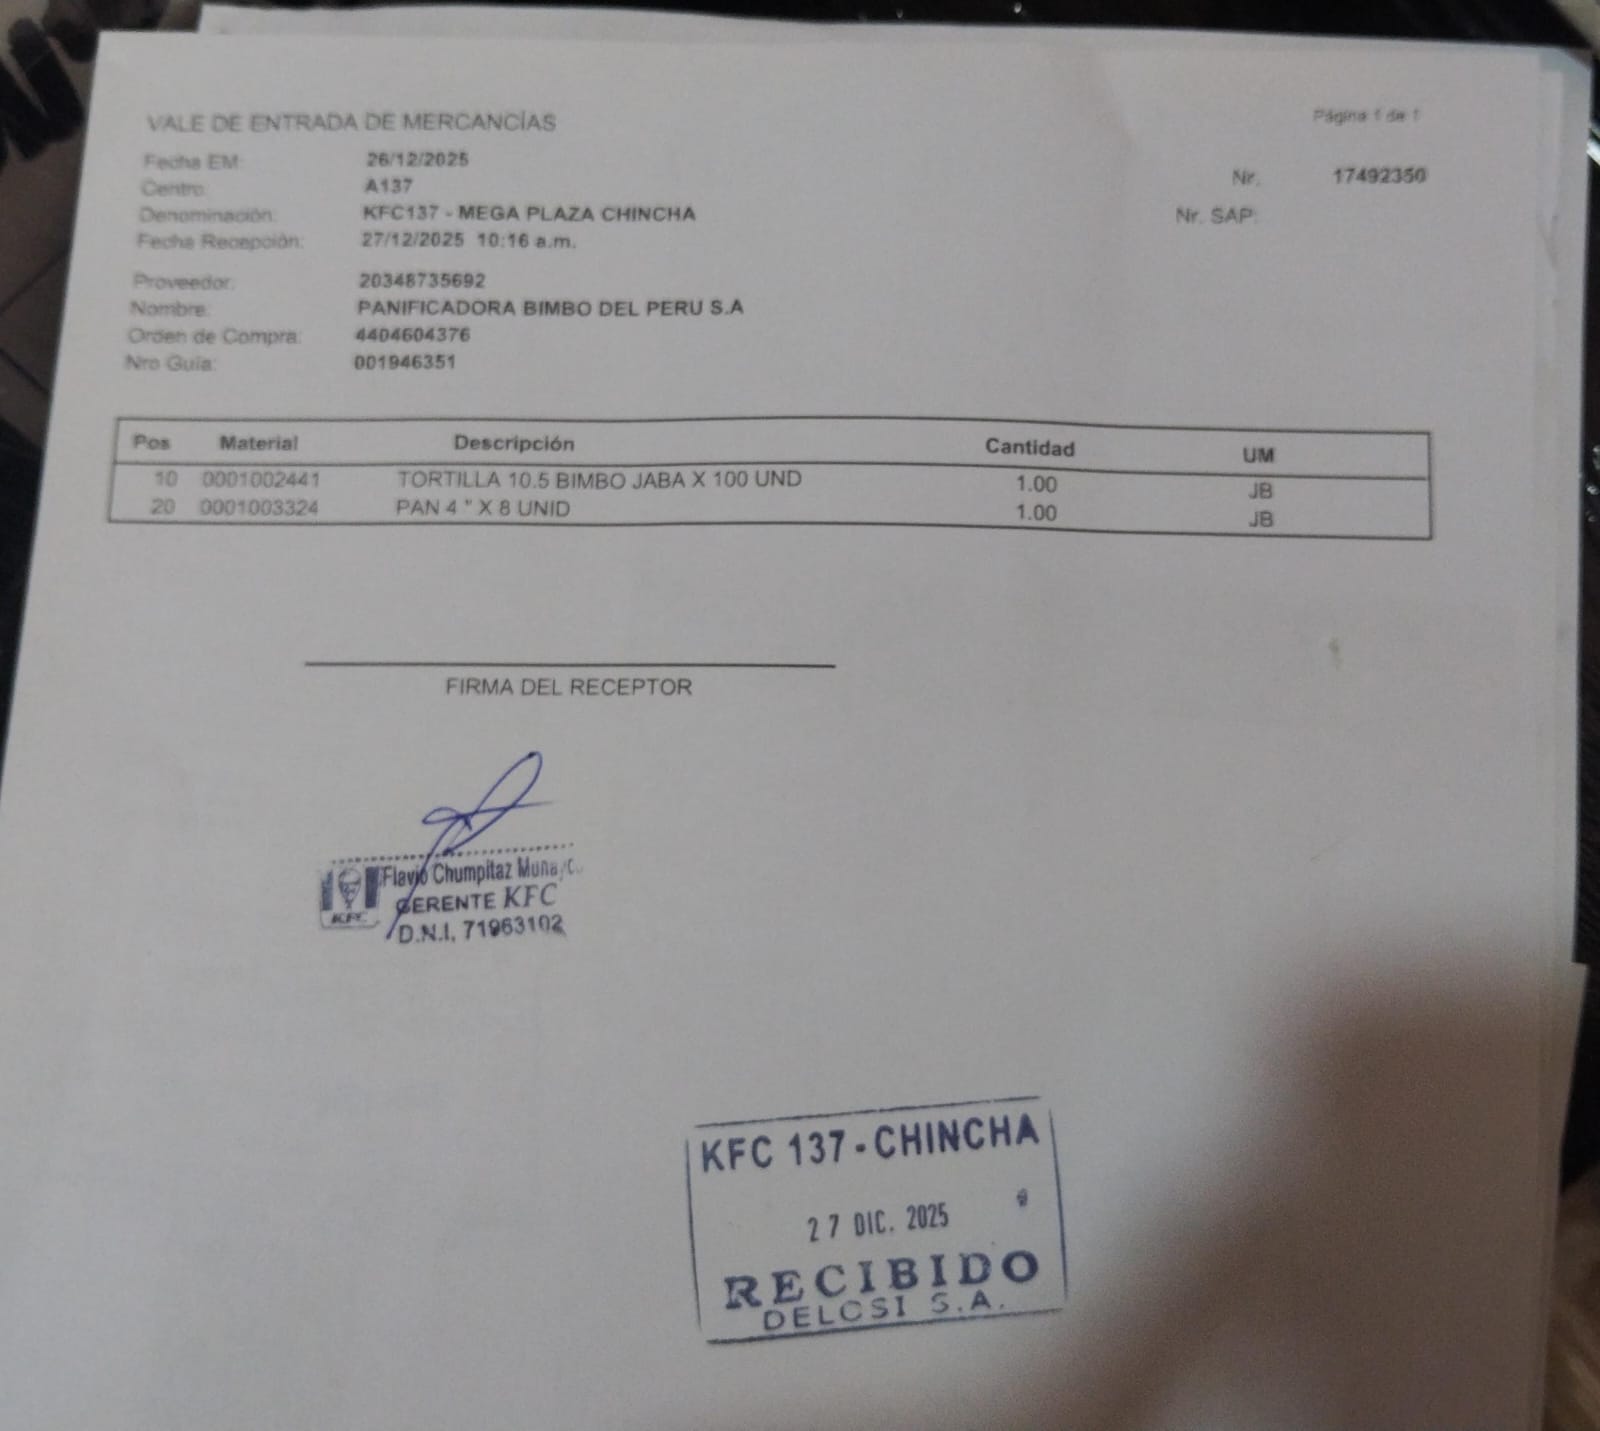 VALE DE ENTRADA DE MERCANCÍAS
Página 1 de 1
Fecha EM: 26/12/2025
Centro: A137
Nr. 17492350
Denominación: KFC137 - MEGA PLAZA CHINCHA
Nr. SAP:
Fecha Recepción: 27/12/2025 10:16 a.m.
Proveedor: 20348735692
Nombre: PANIFICADORA BIMBO DEL PERU S.A
Orden de Compra: 4404604376
Nro Guía: 001946351
Pos Material Descripción Cantidad UM
10 0001002441 TORTILLA 10.5 BIMBO JABA X 100 UND 1.00 JB
20 0001003324 PAN 4 " X 8 UNID 1.00 JB
FIRMA DEL RECEPTOR
Flavio Chumpitaz
KFC GERENTE KFC
D.N.I. 71963102
KFC 137 - CHINCHA
27 DIC. 2025
RECIBIDO
DELOSI S.A.